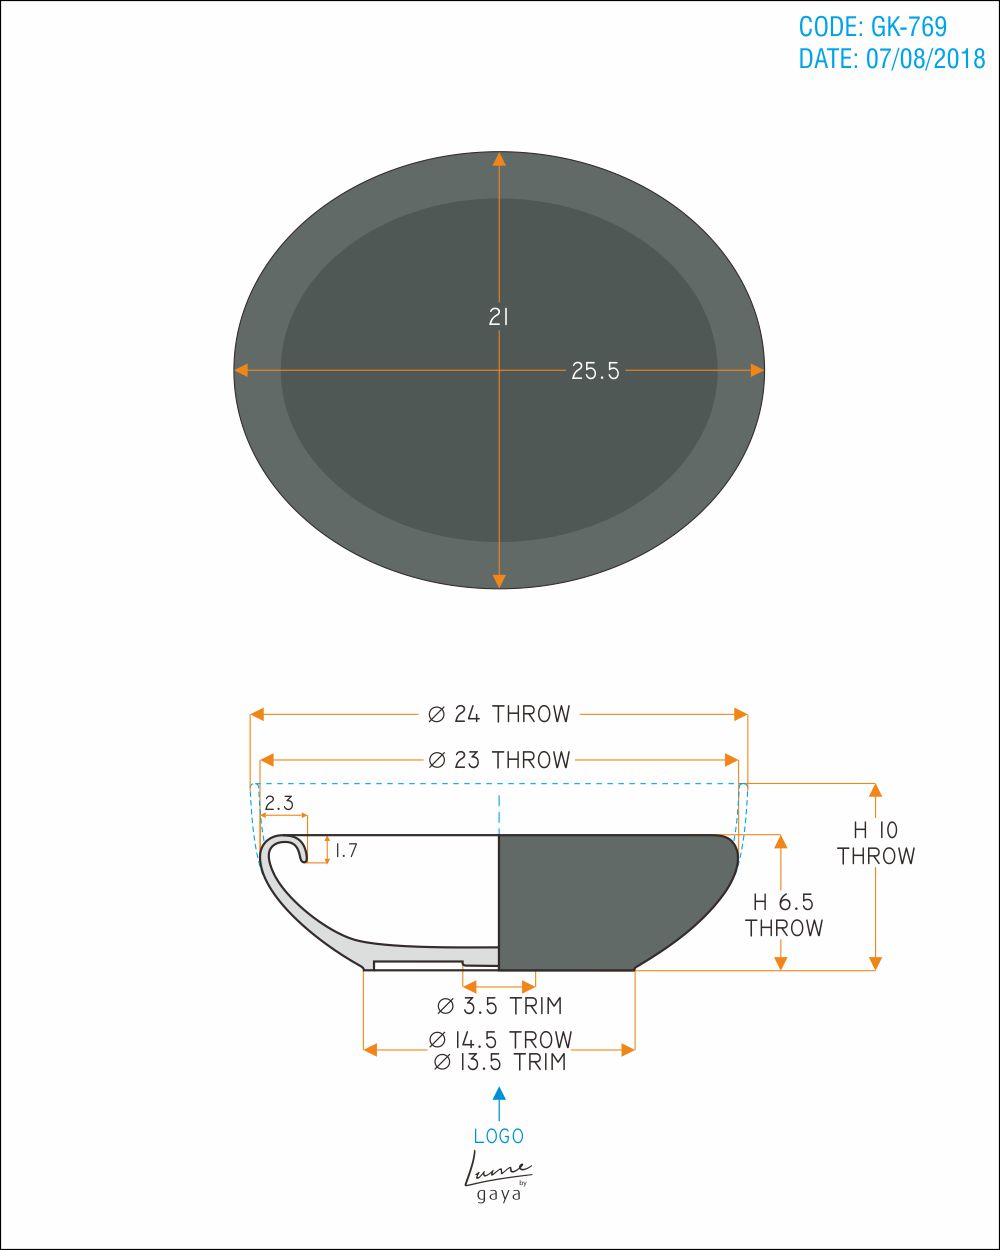 CODE: GK-769
DATE: 07/08/2018
21
25.5
Ø 24 THROW
Ø 23 THROW
2.3
1.7
H 10
THROW
H 6.5
THROW
Ø 3.5 TRIM
Ø 14.5 TROW
Ø 13.5 TRIM
LOGO
Lume
by
gaya